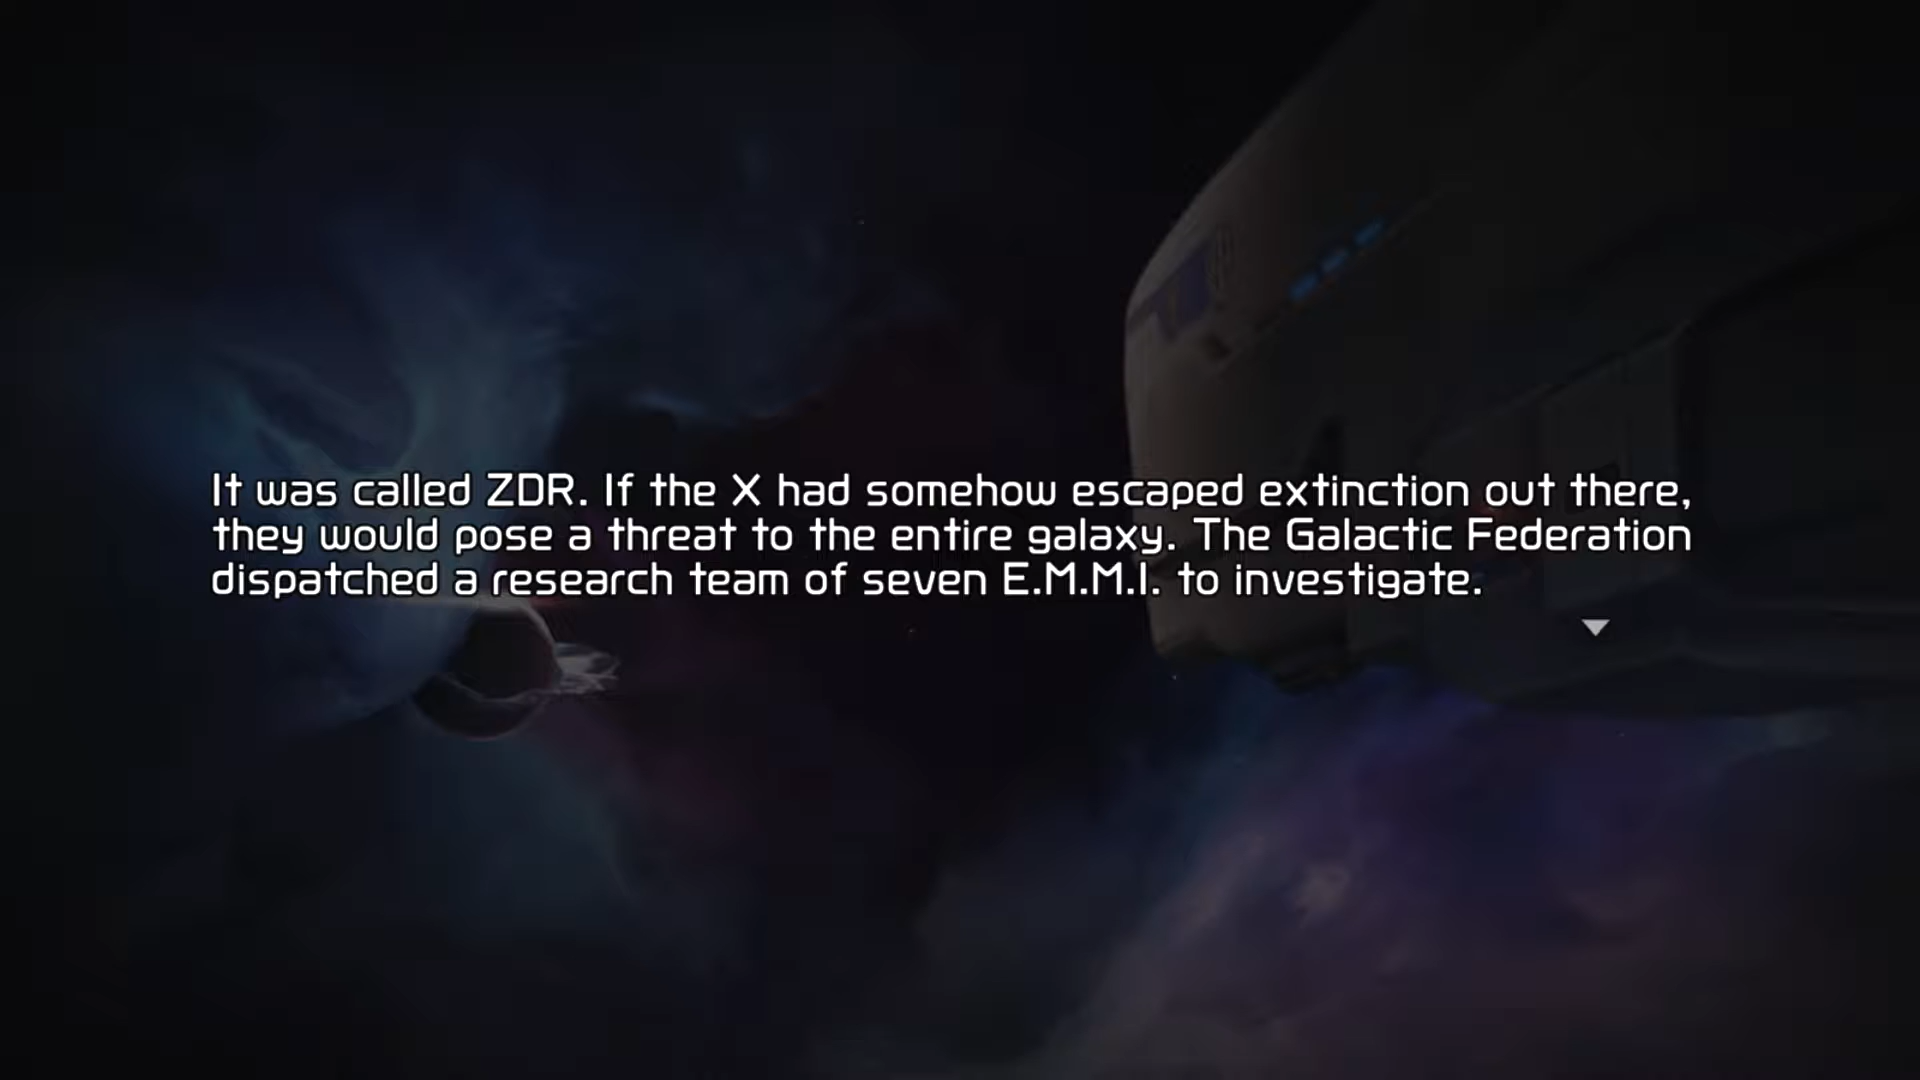 It was called ZDR. If the X had somehow escaped extinction out there,
they would pose a threat to the entire galaxy. The Galactic Federation
dispatched a research team of seven E.M.M.I. to investigate.